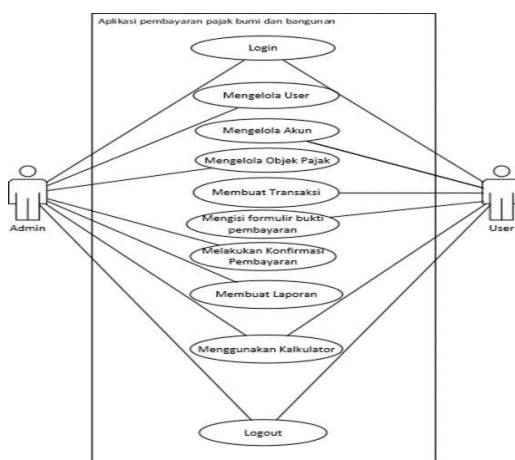 Aplikasi pembayaran pajak bumi dan bangunan
Login
Mengelola User
Mengelola Akun
Mengelola Objek Pajak
Membuat Transaksi
Mengisi formulir bukti
pembayaran
Melakukan Konfirmasi
Pembayaran
Membuat Laporan
Menggunakan Kalkulator
Logout
Admin
User